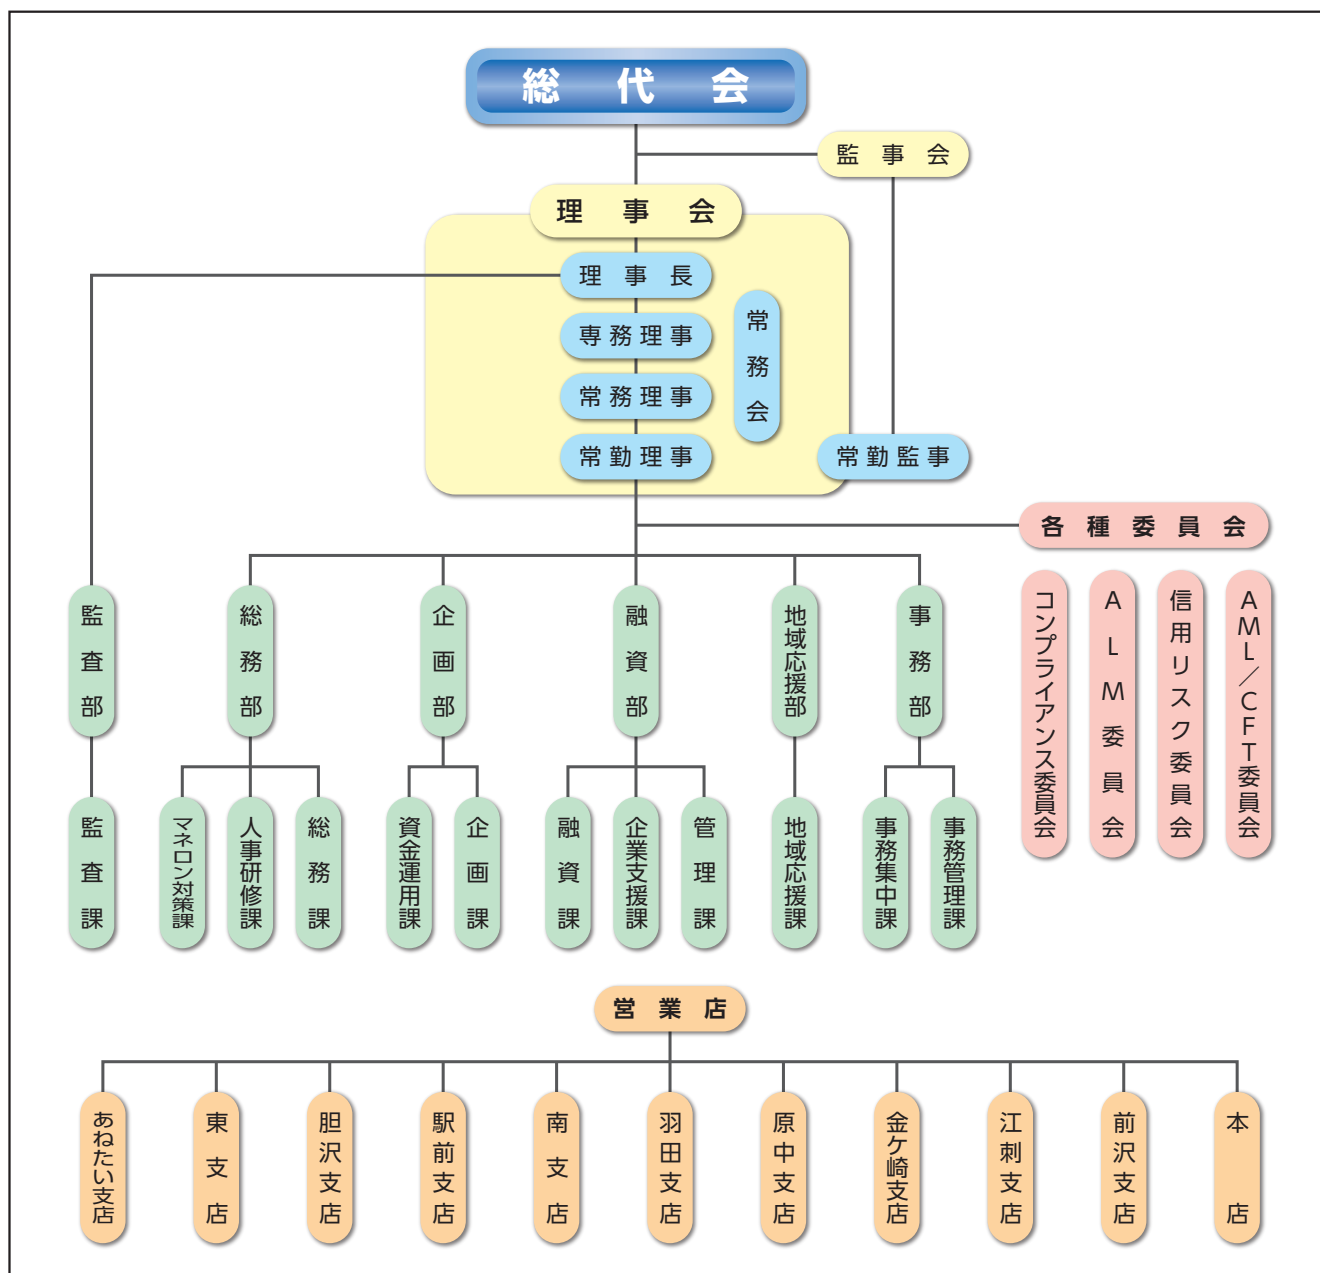 総代会
監事会
理事会
理事長
専務理事
常務理事
常勤理事
常務会
常勤監事
各種委員会
コンプライアンス委員会
ALM委員会
信用リスク委員会
AML／CFT委員会
監査部
総務部
企画部
融資部
地域応援部
事務部
監査課
マネロン対策課
人事研修課
総務課
資金運用課
企画課
融資課
企業支援課
管理課
地域応援課
事務集中課
事務管理課
営業店
あねたい支店
東支店
胆沢支店
駅前支店
南支店
羽田支店
原中支店
金ケ崎支店
江刺支店
前沢支店
本店